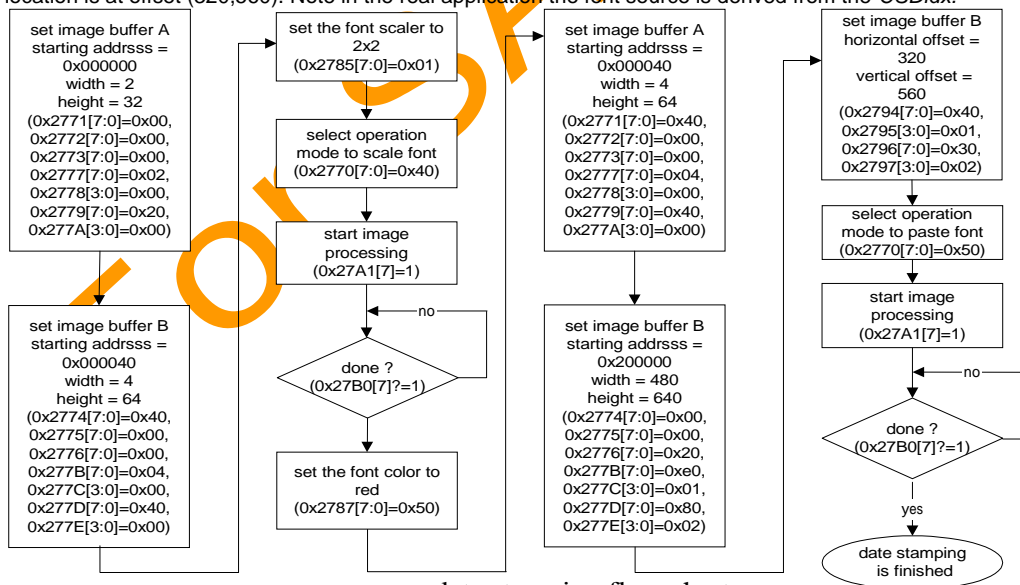 location is at offset (320,560). Note in the real application the font source is derived from the
set image buffer A
starting addrsss =
0x000000
width = 2
height = 32
(0x2771[7:0]=0x00,
0x2772[7:0]=0x00,
0x2773[7:0]=0x00,
0x2777[7:0]=0x02,
0x2778[3:0]=0x00,
0x2779[7:0]=0x20,
0x277A[3:0]=0x00)
set image buffer B
starting addrsss =
0x000040
width = 4
height = 64
(0x2774[7:0]=0x40,
0x2775[7:0]=0x00,
0x2776[7:0]=0x00,
0x277B[7:0]=0x04,
0x277C[3:0]=0x00,
0x277D[7:0]=0x40,
0x277E[3:0]=0x00)
set the font scaler to
2x2
(0x2785[7:0]=0x01)
select operation
mode to scale font
(0x2770[7:0]=0x40)
start image
processing
(0x27A1[7]=1)
no
done ?
(0x27B0[7]?=1)
set the font color to
red
(0x2787[7:0]=0x50)
set image buffer A
starting addrsss =
0x000040
width = 4
height = 64
(0x2771[7:0]=0x40,
0x2772[7:0]=0x00,
0x2773[7:0]=0x00,
0x2777[7:0]=0x04,
0x2778[3:0]=0x00,
0x2779[7:0]=0x40,
0x277A[3:0]=0x00)
set image buffer B
starting addrsss =
0x200000
width = 480
height = 640
(0x2774[7:0]=0x00,
0x2775[7:0]=0x00,
0x2776[7:0]=0x20,
0x277B[7:0]=0xe0,
0x277C[3:0]=0x01,
0x277D[7:0]=0x80,
0x277E[3:0]=0x02)
set image buffer B
horizontal offset =
320
vertical offset =
560
(0x2794[7:0]=0x40,
0x2795[3:0]=0x01,
0x2796[7:0]=0x30,
0x2797[3:0]=0x02)
select operation
mode to paste font
(0x2770[7:0]=0x50)
start image
processing
(0x27A1[7]=1)
no
done ?
(0x27B0[7]?=1)
yes
date stamping
is finished